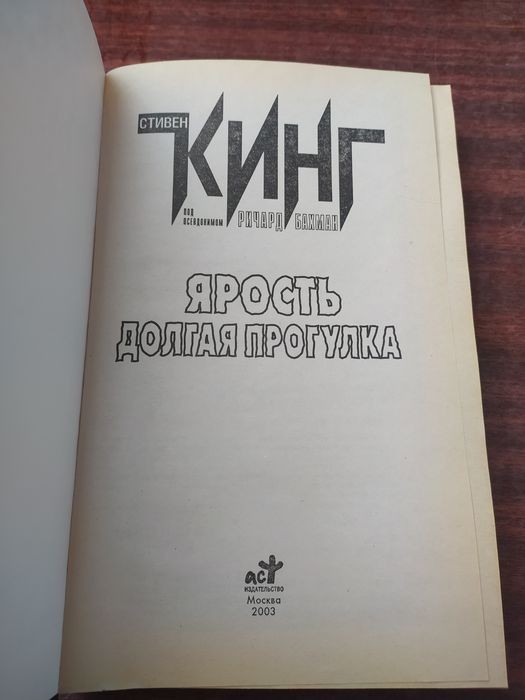 СТИВЕН
КИНГ
ПОД
ПСЕВДОНИМОМ
РИЧАРД БАХМАН
ЯРОСТЬ
ДОЛГАЯ ПРОГУЛКА
аст
ИЗДАТЕЛЬСТВО
Москва
2003